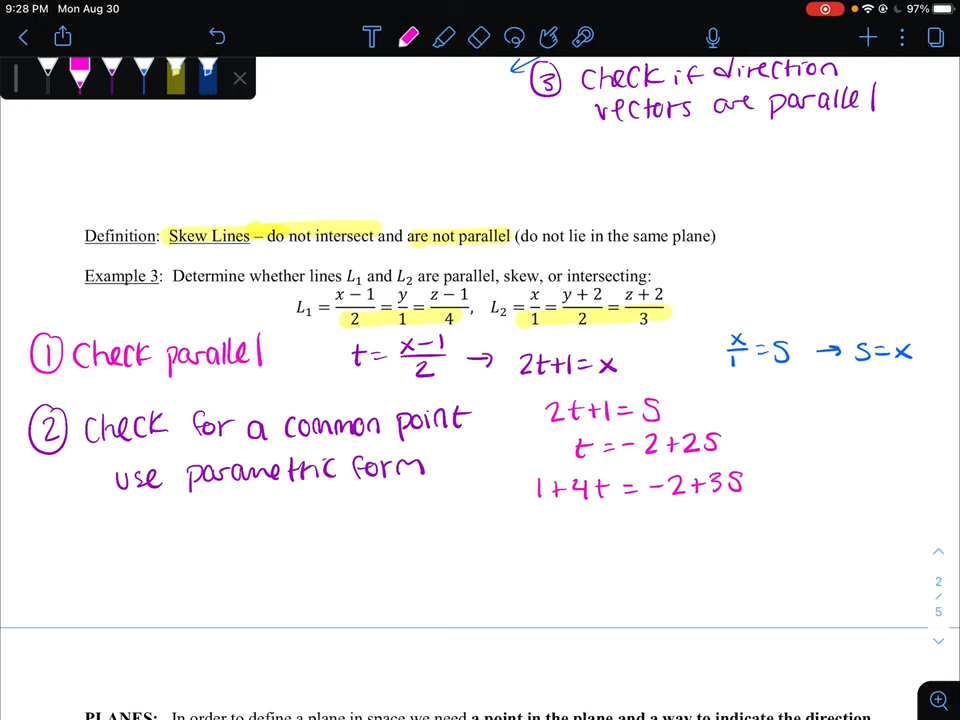 9:28 PM Mon Aug 30
97%
③ Check if direction
vectors are parallel
Definition: Skew Lines – do not intersect and are not parallel (do not lie in the same plane)
Example 3: Determine whether lines L₁ and L₂ are parallel, skew, or intersecting:
L₁ = (x − 1)/2 = y/1 = (z − 1)/4, L₂ = x/1 = (y + 2)/2 = (z + 2)/3
① Check parallel
t = (x−1)/2 → 2t+1 = x
x/1 = S → S = x
② Check for a common point
use parametric form
2t+1 = S
t = −2+2S
1+4t = −2+3S
2
/
5
PLANES: In order to define a plane in space we need a point in the plane and a way to indicate the direction